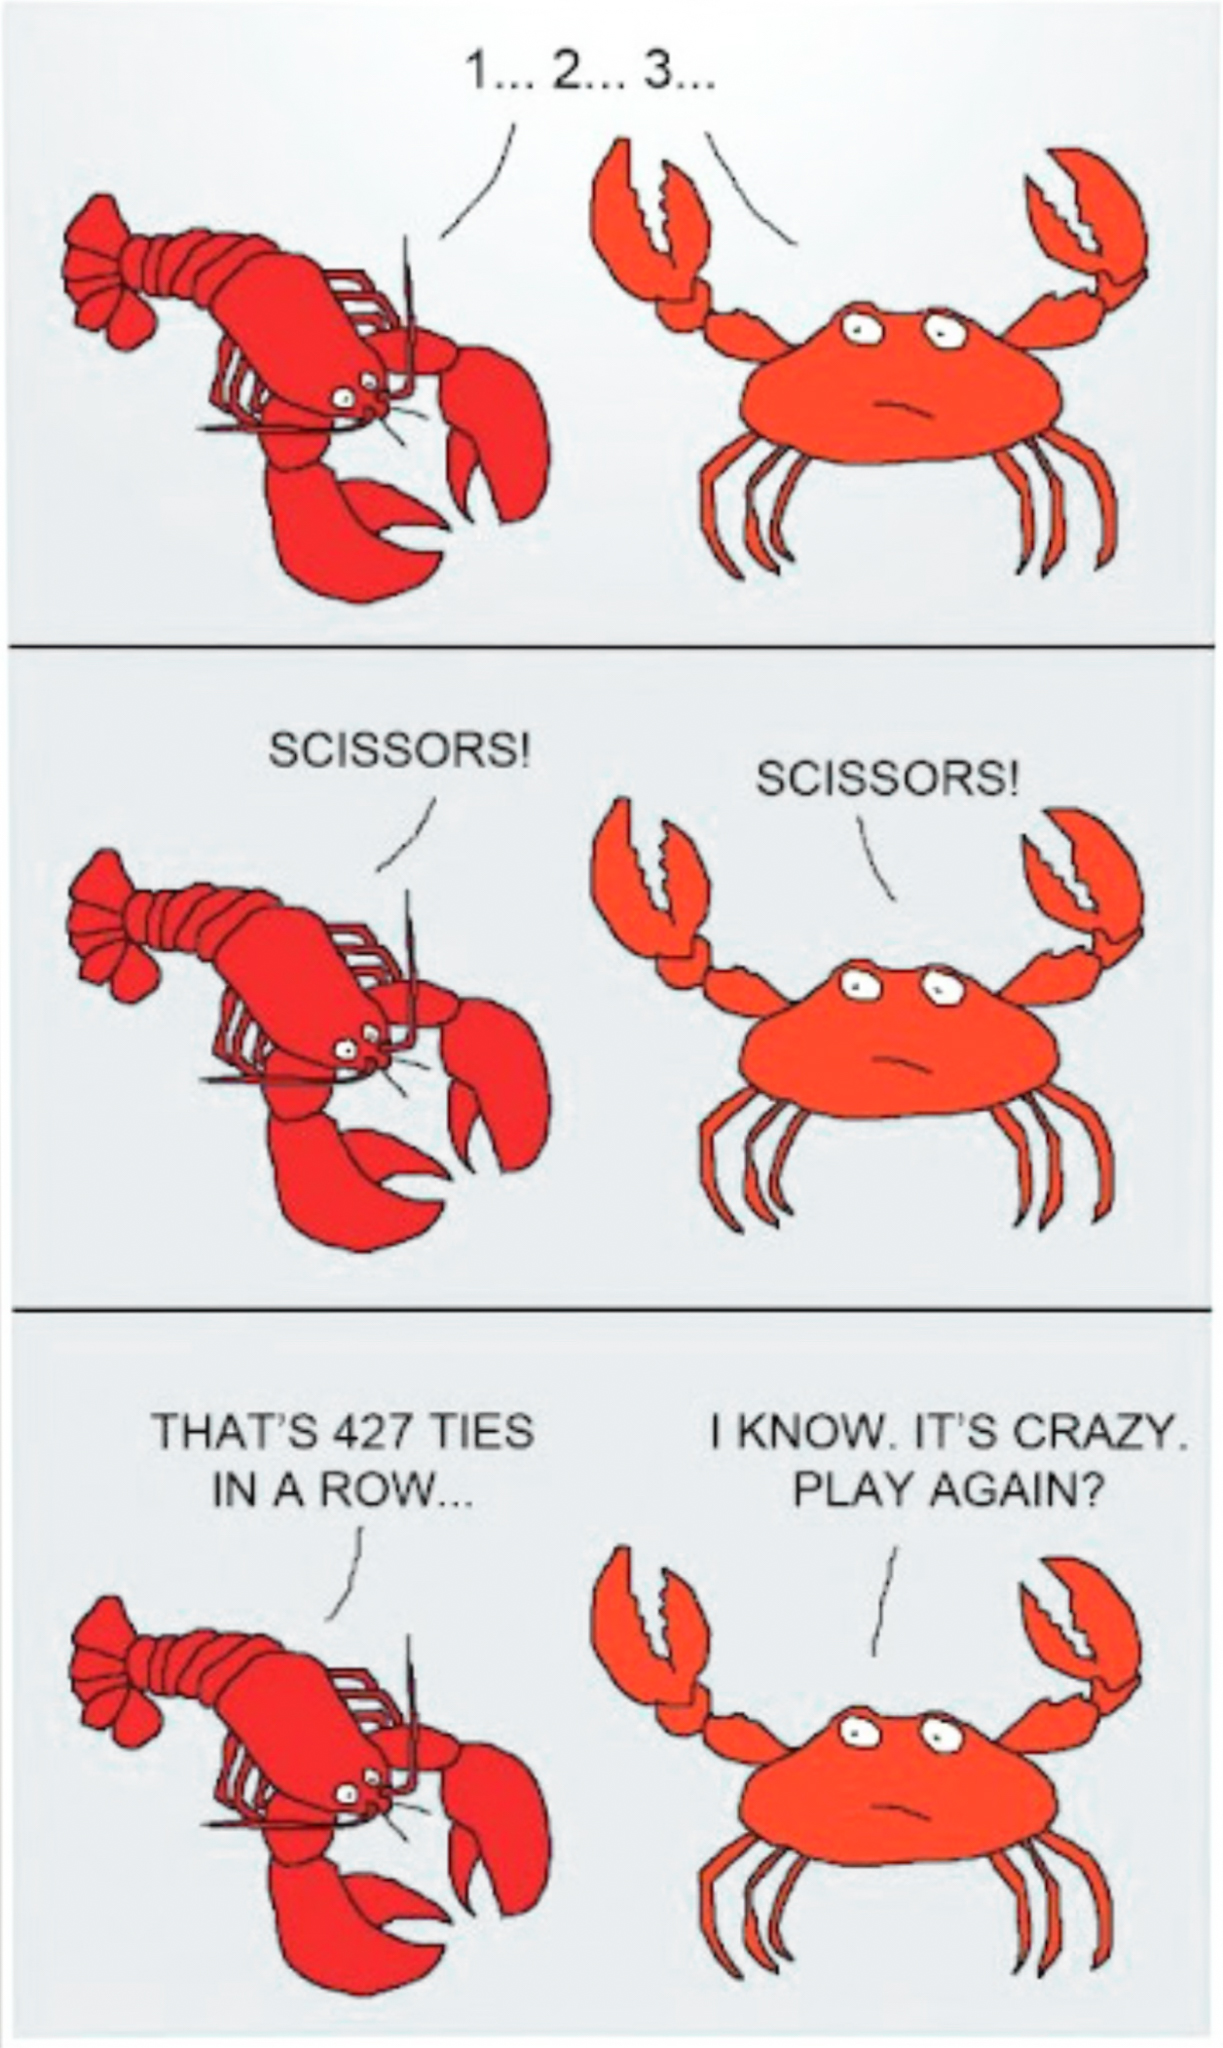 1... 2... 3...
SCISSORS!
SCISSORS!
THAT'S 427 TIES
IN A ROW...
I KNOW. IT'S CRAZY.
PLAY AGAIN?